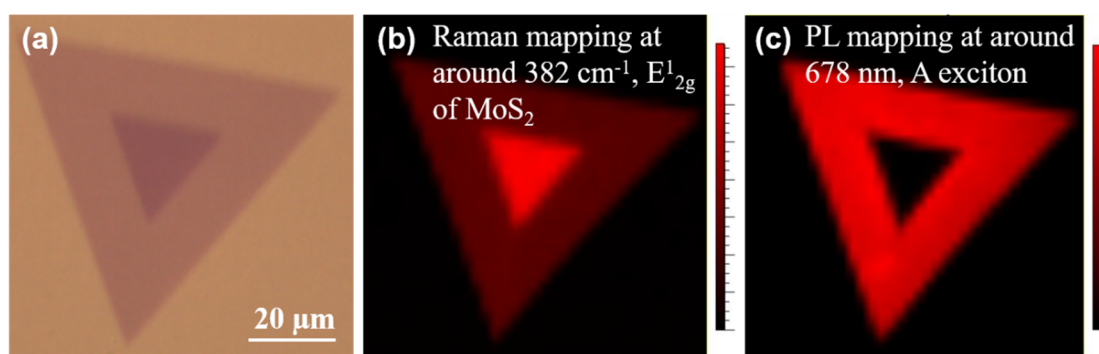 (a)
20 μm
(b) Raman mapping at
around 382 cm⁻¹, E¹₂g
of MoS₂
(c) PL mapping at around
678 nm, A exciton